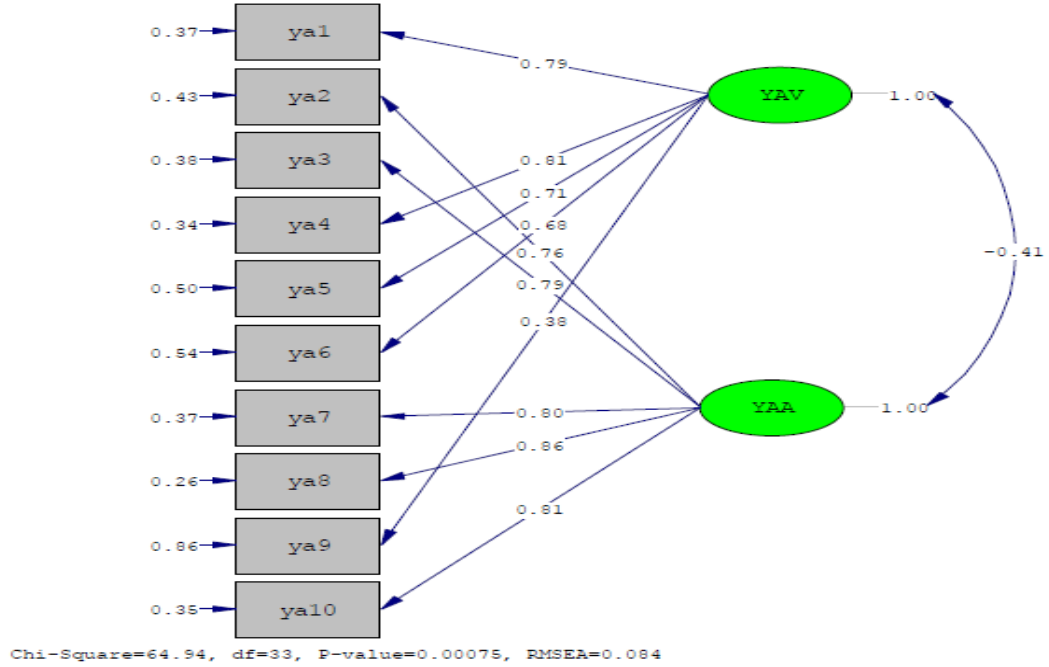 0.37 ya1
0.79
0.43 ya2 YAV 1.00
0.38 ya3
0.81
0.71
0.34 ya4 0.68
0.76 -0.41
0.50 ya5 0.79
0.38
0.54 ya6
0.37 ya7 0.80 YAA 1.00
0.86
0.26 ya8
0.81
0.86 ya9
0.35 ya10
Chi-Square=64.94, df=33, P-value=0.00075, RMSEA=0.084